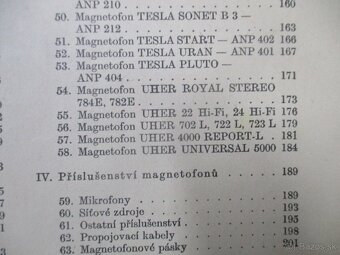 ANP 210 160
50. Magnetofon TESLA SONET B 3 —
ANP 212 163
51. Magnetofon TESLA START — ANP 402 166
52. Magnetofon TESLA URAN — ANP 401 167
53. Magnetofon TESLA PLUTO —
ANP 404 171
54. Magnetofon UHER ROYAL STEREO
784E, 782E 173
55. Magnetofon UHER 22 Hi-Fi, 24 Hi-Fi 176
56. Magnetofon UHER 702 L, 722 L, 723 L 179
57. Magnetofon UHER 4000 REPORT-L 181
58. Magnetofon UHER UNIVERSAL 5000 184
IV. Příslušenství magnetofonů 189
59. Mikrofony 189
60. Síťové zdroje 193
61. Ostatní příslušenství 195
62. Propojovací kabely 198
63. Magnetofonové pásky 201